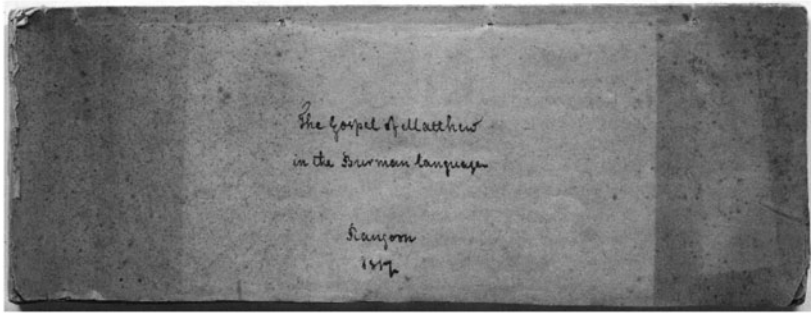 The Gospel of Matthew
in the Burman language
Rangoon
1817